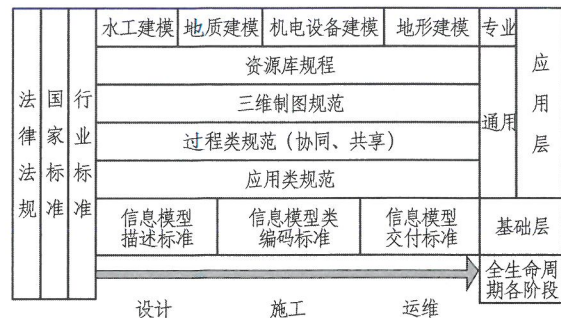 水工建模 地质建模 机电设备建模 地形建模 专业
资源库规程
三维制图规范
过程类规范（协同、共享）
应用类规范
通用
应用层
法律法规
国家标准
行业标准
信息模型
描述标准
信息模型类
编码标准
信息模型
交付标准
基础层
全生命周
期各阶段
设计 施工 运维